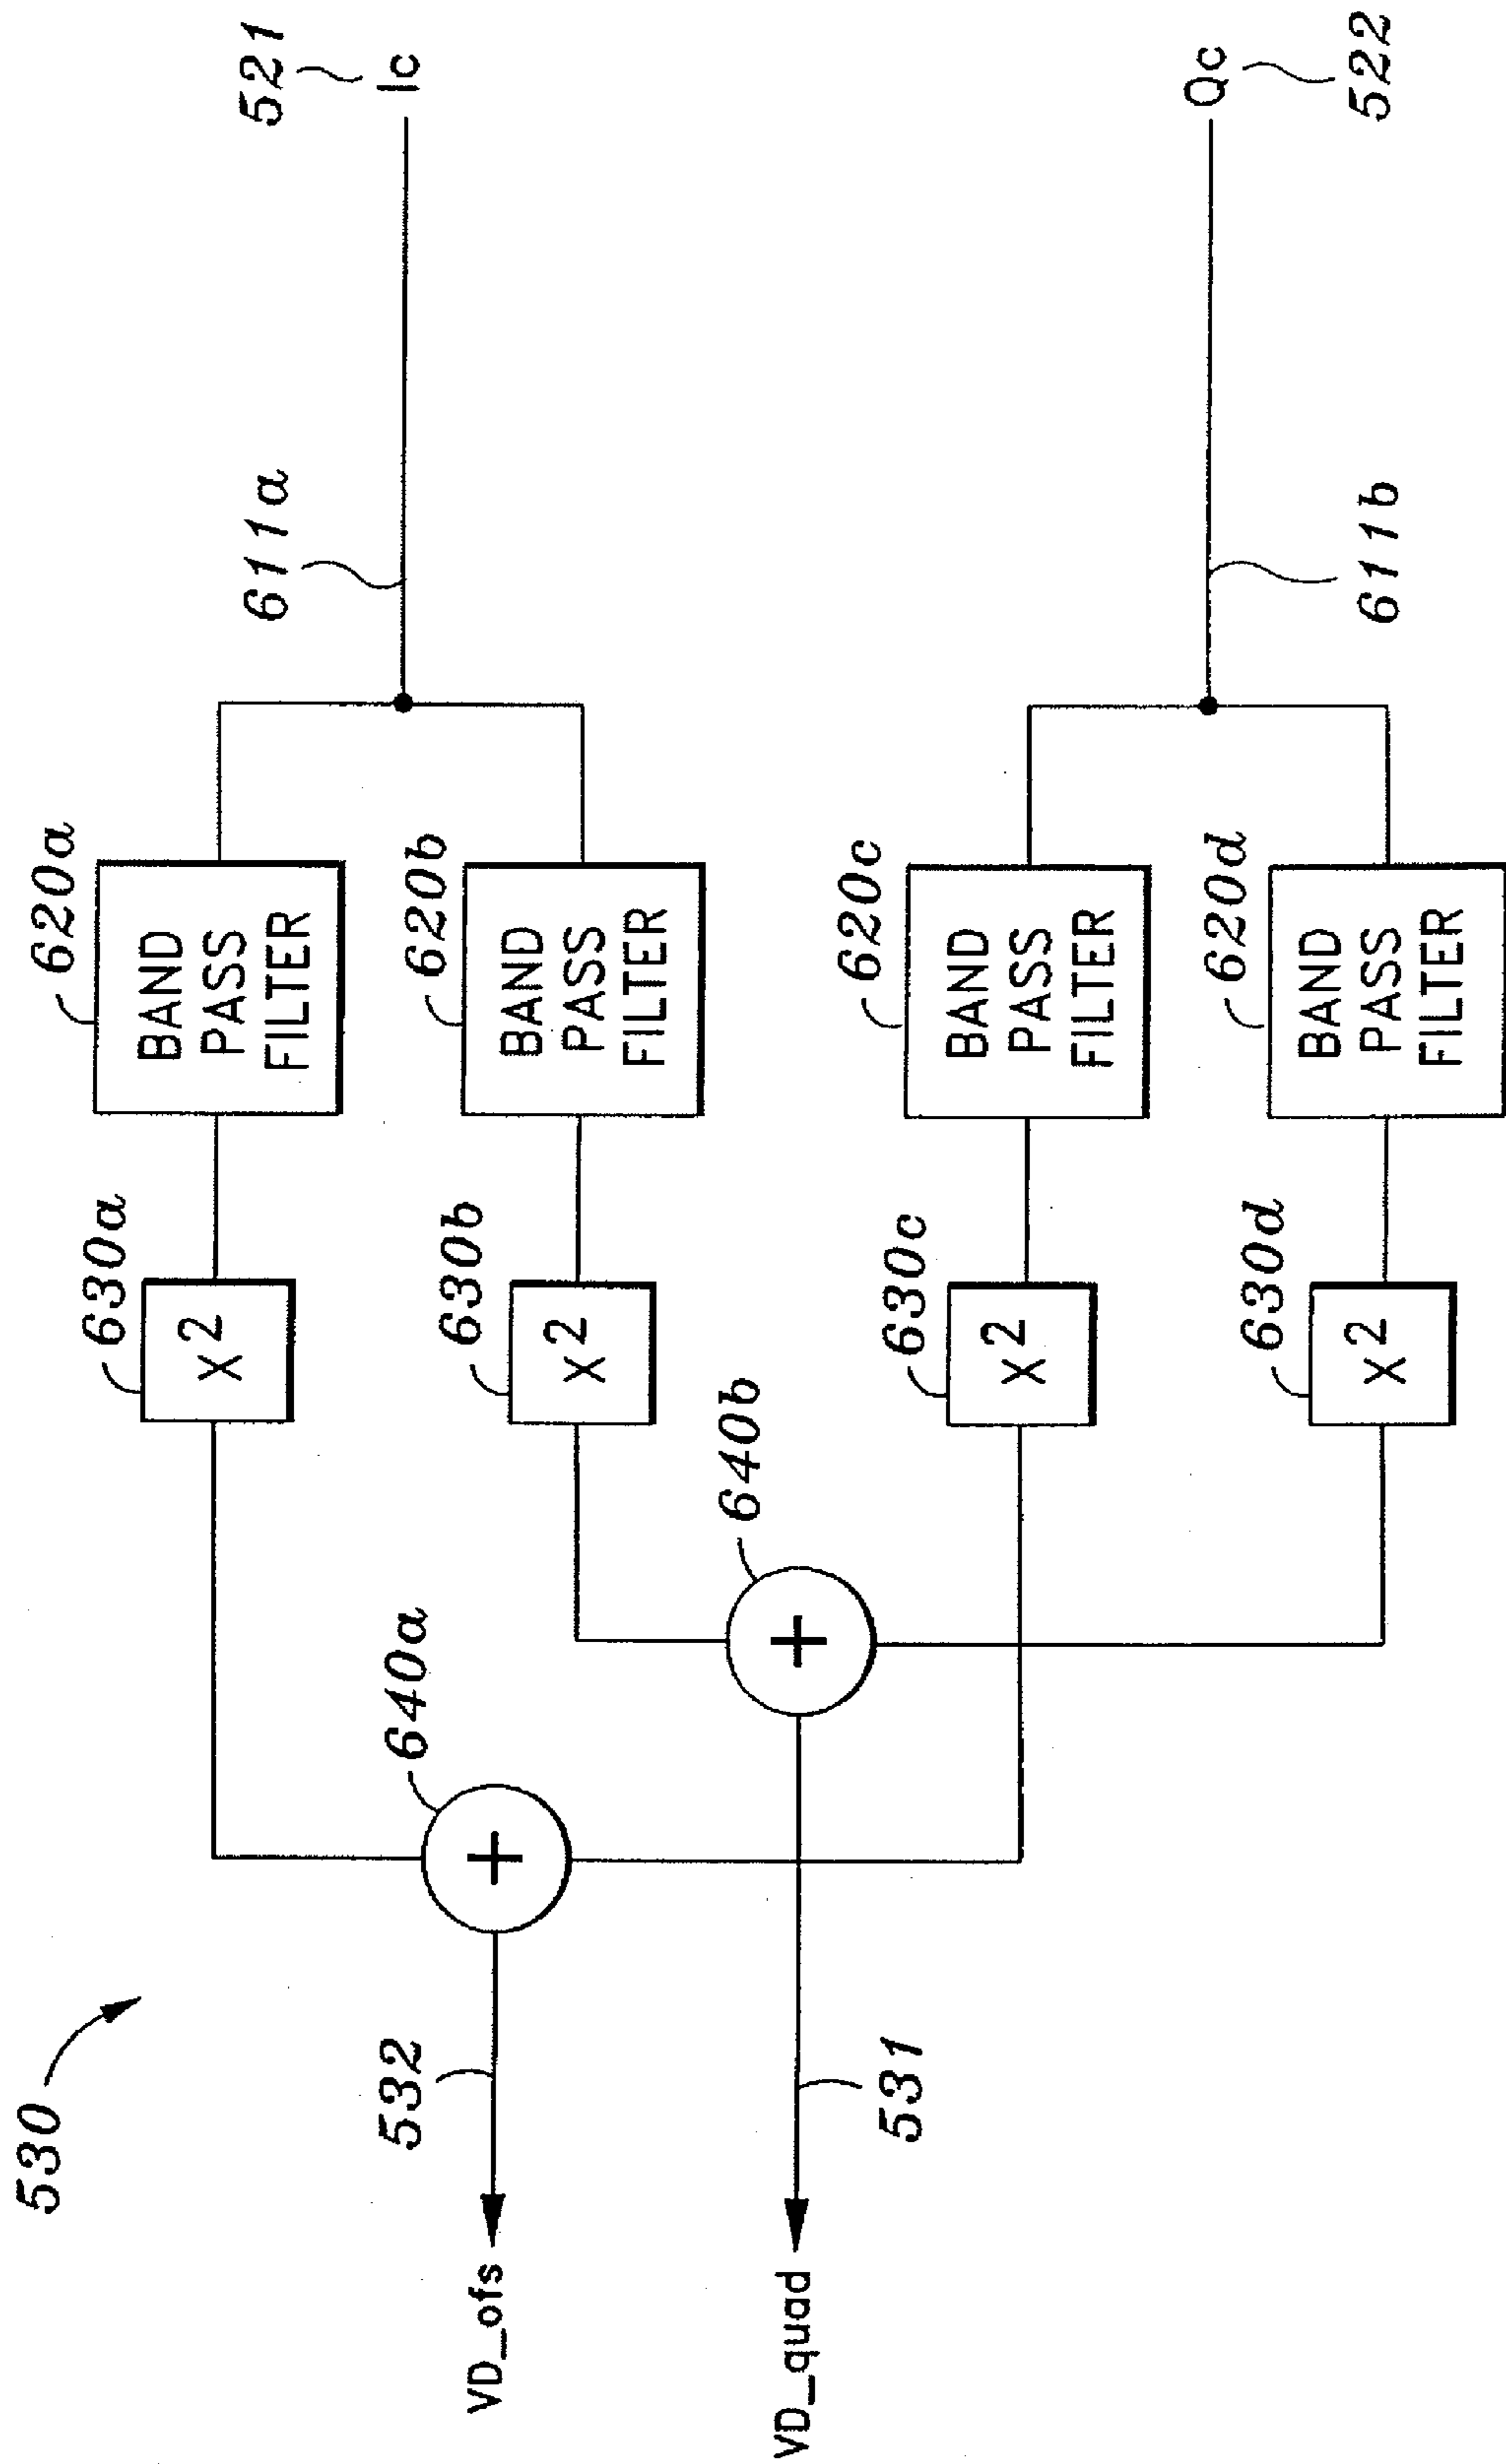 530
VD_ofs
532
VD_quad
531
640a
+
640b
+
630a
X2
630b
X2
630c
X2
630d
X2
620a
BAND
PASS
FILTER
620b
BAND
PASS
FILTER
620c
BAND
PASS
FILTER
620d
BAND
PASS
FILTER
611a
611b
521
Ic
Qc
522